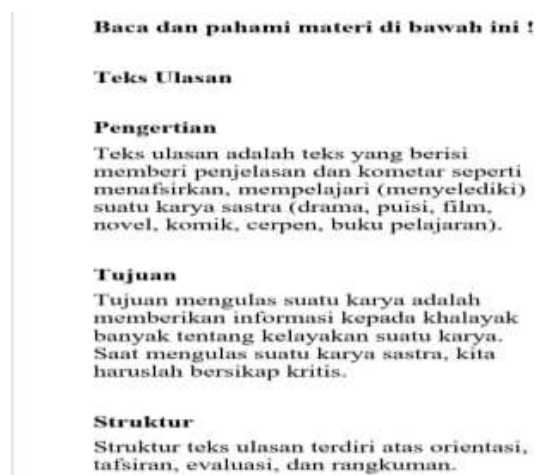 Baca dan pahami materi di bawah ini !
Teks Ulasan
Pengertian
Teks ulasan adalah teks yang berisi
memberi penjelasan dan kometar seperti
menafsirkan, mempelajari (menyelediki)
suatu karya sastra (drama, puisi, film,
novel, komik, cerpen, buku pelajaran).
Tujuan
Tujuan mengulas suatu karya adalah
memberikan informasi kepada khalayak
banyak tentang kelayakan suatu karya.
Saat mengulas suatu karya sastra, kita
haruslah bersikap kritis.
Struktur
Struktur teks ulasan terdiri atas orientasi,
tafsiran, evaluasi, dan rangkuman.